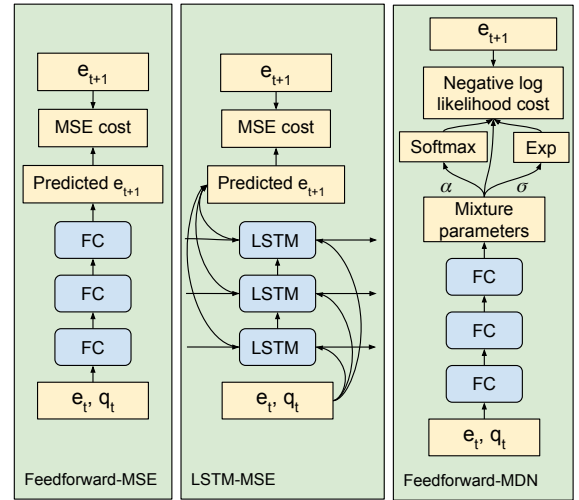 e_{t+1}
MSE cost
Predicted e_{t+1}
FC
FC
FC
e_t, q_t
Feedforward-MSE
e_{t+1}
MSE cost
Predicted e_{t+1}
LSTM
LSTM
LSTM
e_t, q_t
LSTM-MSE
e_{t+1}
Negative log
likelihood cost
Softmax
Exp
α
σ
Mixture
parameters
FC
FC
FC
e_t, q_t
Feedforward-MDN